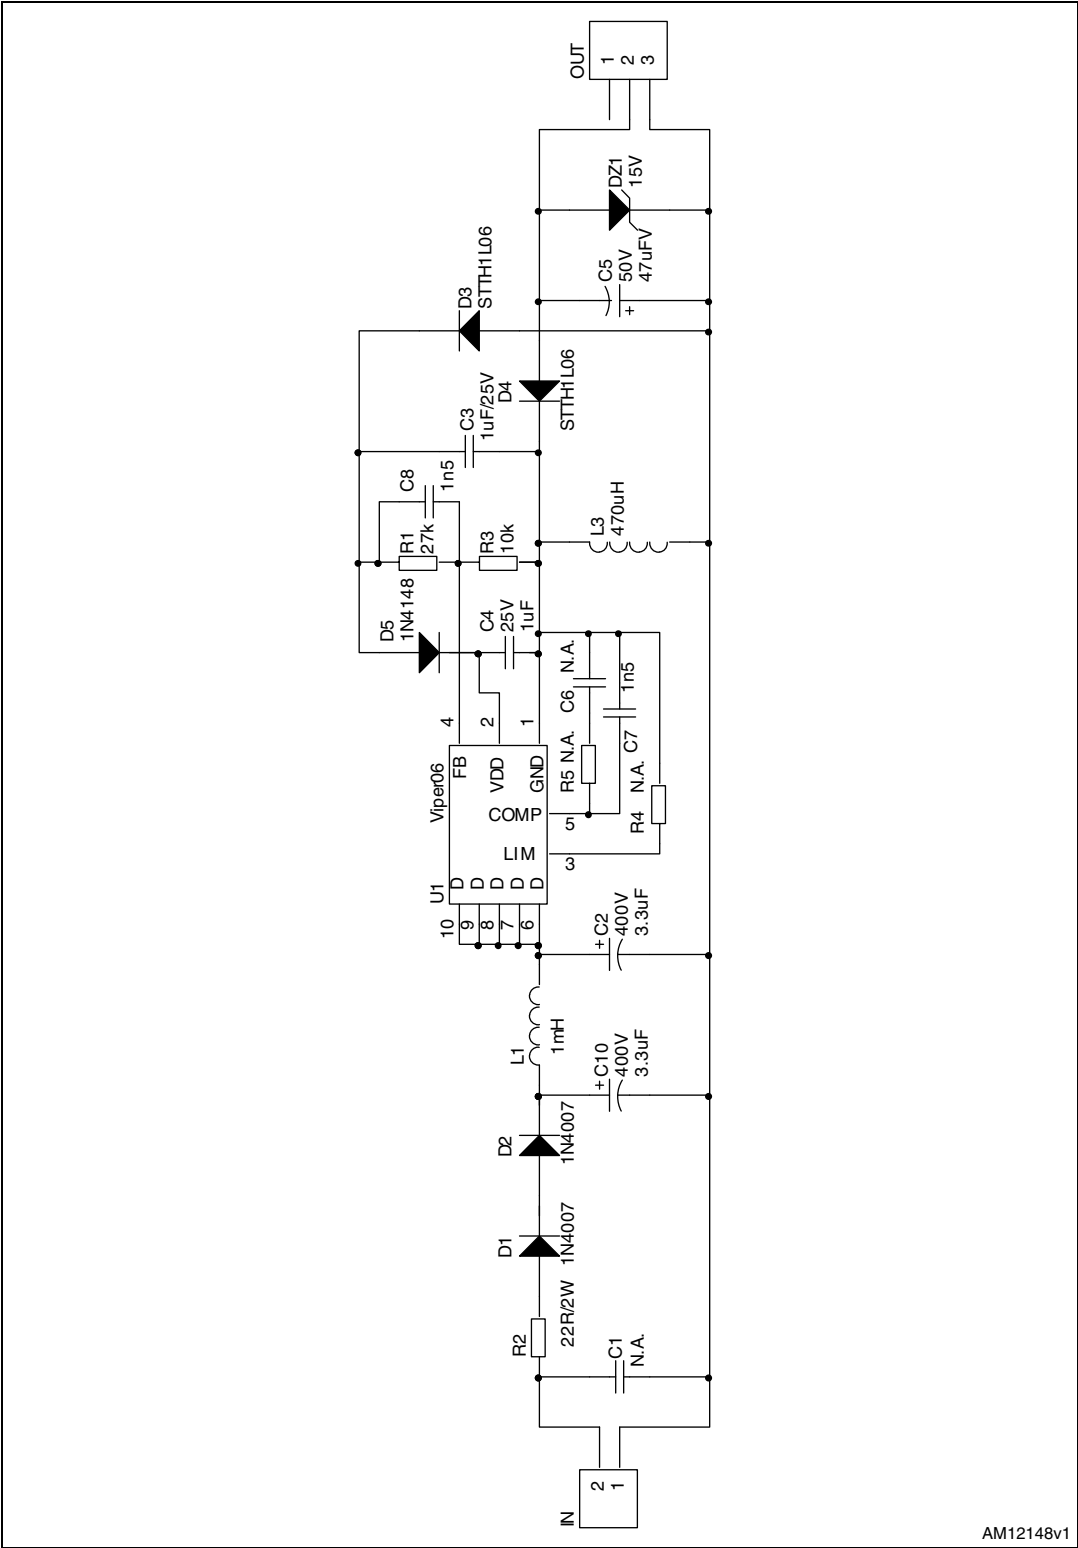 OUT
1
2
3
DZ1
15V
C5
50V
47uFV
D3
STTH1L06
D4
STTH1L06
C3
1uF/25V
C8
1n5
R1
27k
R3
10k
L3
470uH
D5
1N4148
C4
25V
1uF
C6
N.A.
R5
N.A.
C7
1n5
R4
N.A.
4
2
1
U1
Viper06
FB
VDD
GND
COMP
LIM
5
3
D
D
D
D
D
10
9
8
7
6
+
C2
400V
3.3uF
L1
1mH
+
C10
400V
3.3uF
D2
1N4007
D1
1N4007
R2
22R/2W
C1
N.A.
IN
2
1
+
AM12148v1